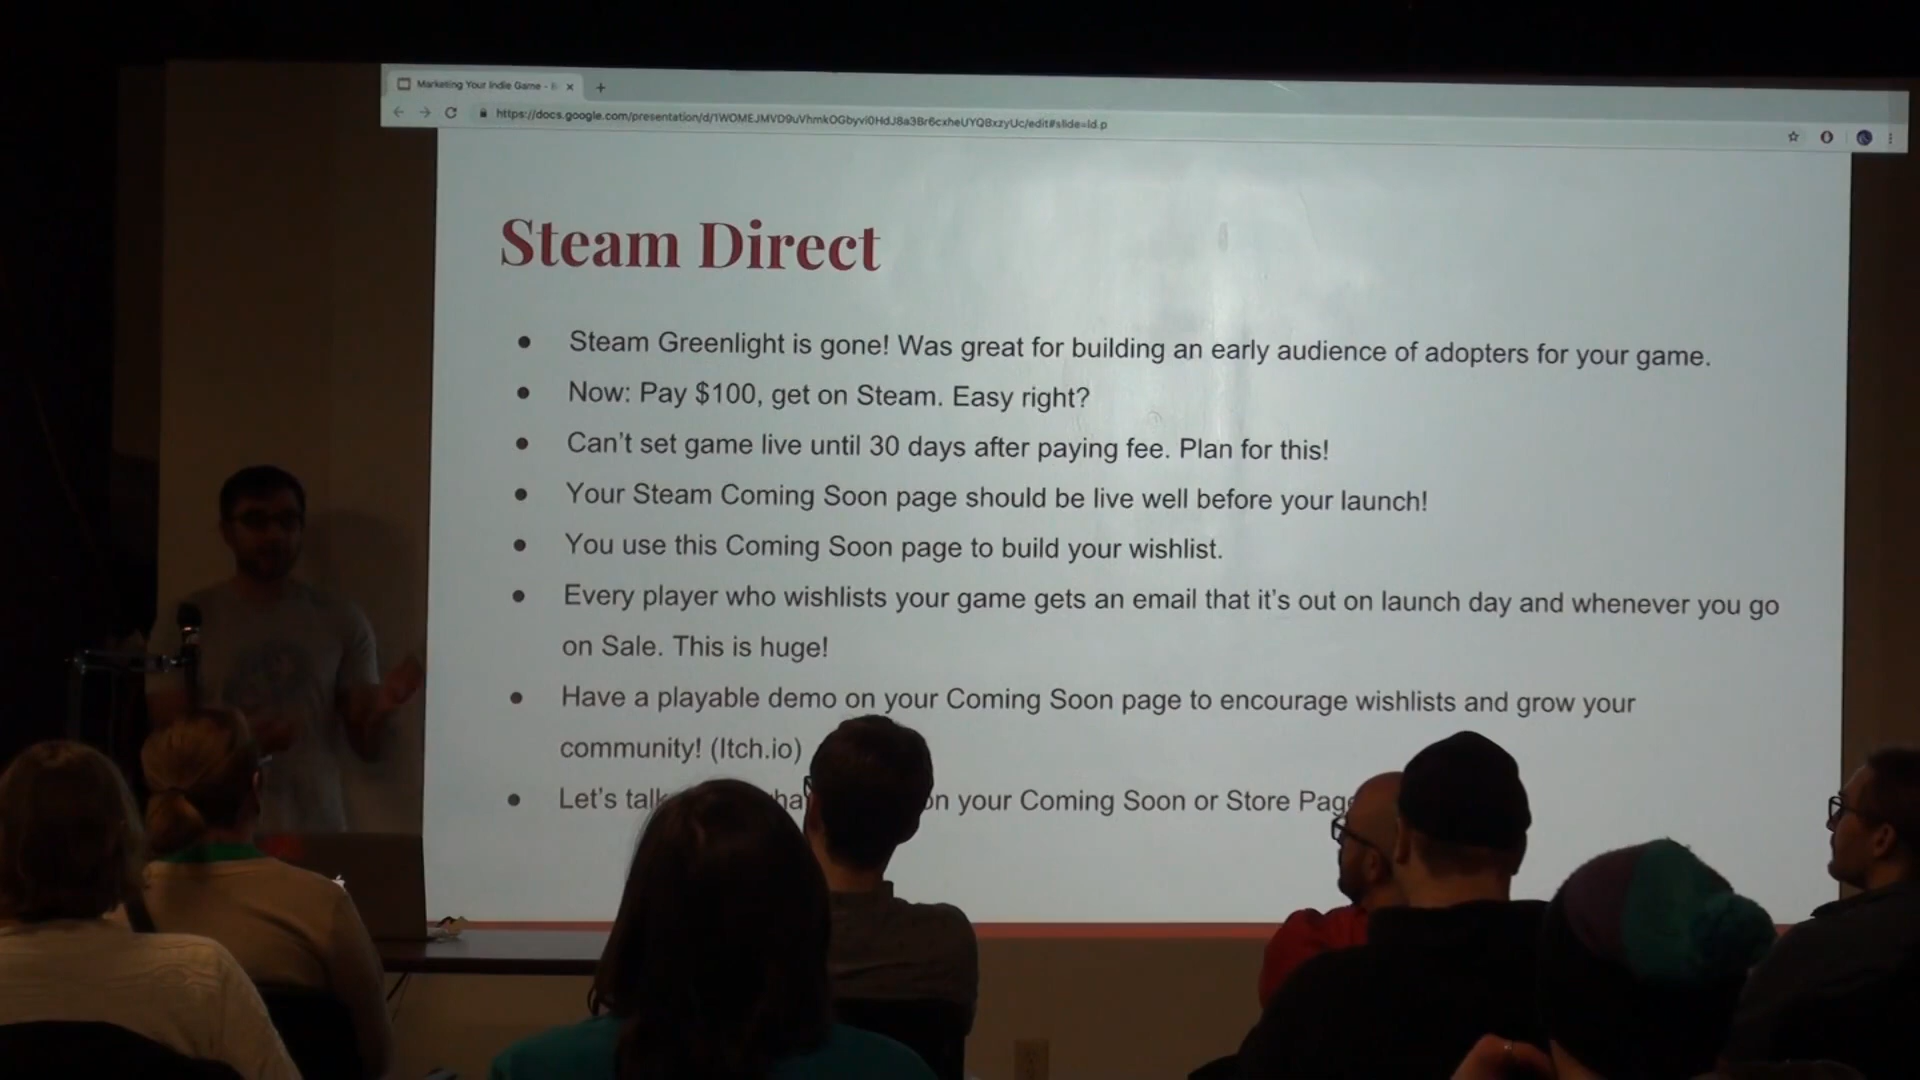 Marketing Your Indie Game -
https://docs.google.com/presentation/d/1WOMEJMVD9uVhmkOGbyvi0HdJ8a3Br6cxheUYQBxzyUc/edit#slide=id.p
Steam Direct
● Steam Greenlight is gone! Was great for building an early audience of adopters for your game.
● Now: Pay $100, get on Steam. Easy right?
● Can't set game live until 30 days after paying fee. Plan for this!
● Your Steam Coming Soon page should be live well before your launch!
● You use this Coming Soon page to build your wishlist.
● Every player who wishlists your game gets an email that it's out on launch day and whenever you go
on Sale. This is huge!
● Have a playable demo on your Coming Soon page to encourage wishlists and grow your
community! (Itch.io)
● Let's talk on your Coming Soon or Store Page